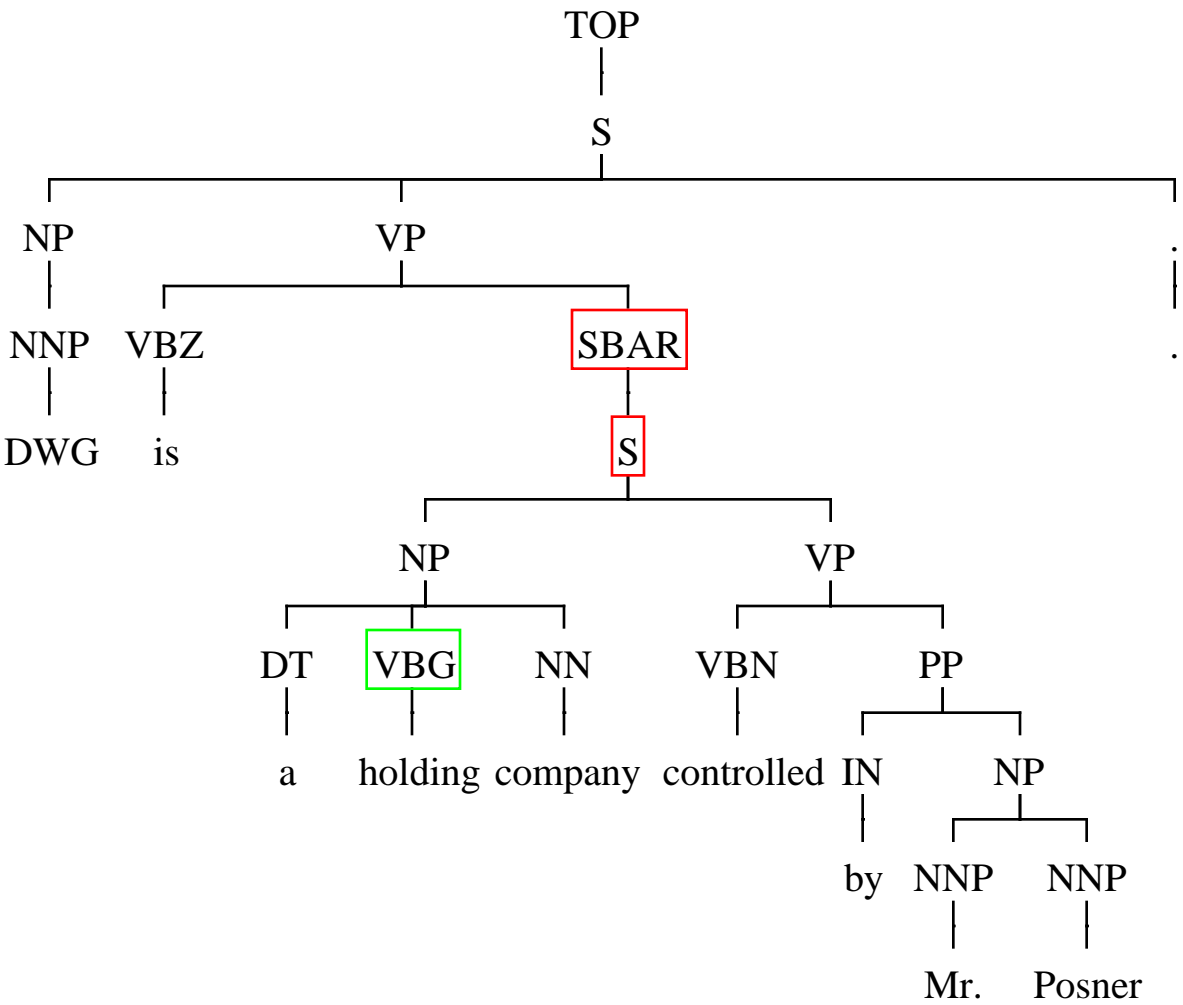 TOP
S
NP VP .
NNP VBZ SBAR .
DWG is S
NP VP
DT VBG NN VBN PP
a holding company controlled IN NP
by NNP NNP
Mr. Posner